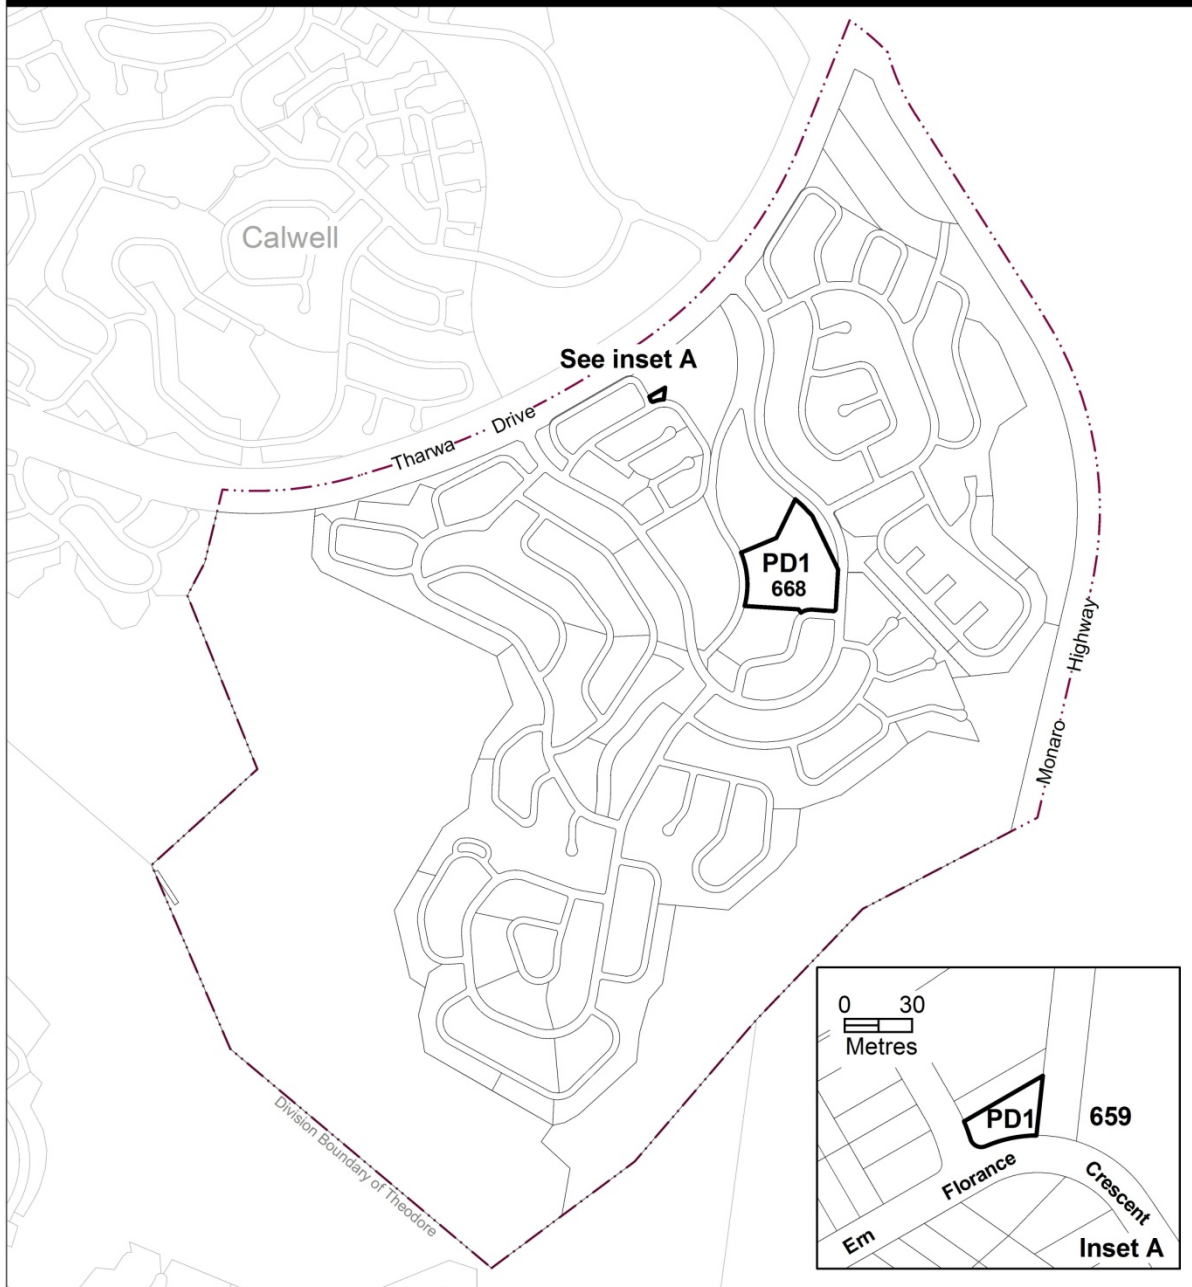 Calwell
See inset A
Tharwa Drive
PD1
668
Monaro Highway
Division Boundary of Theodore
0 30
Metres
PD1
659
Ern Florance Crescent
Inset A